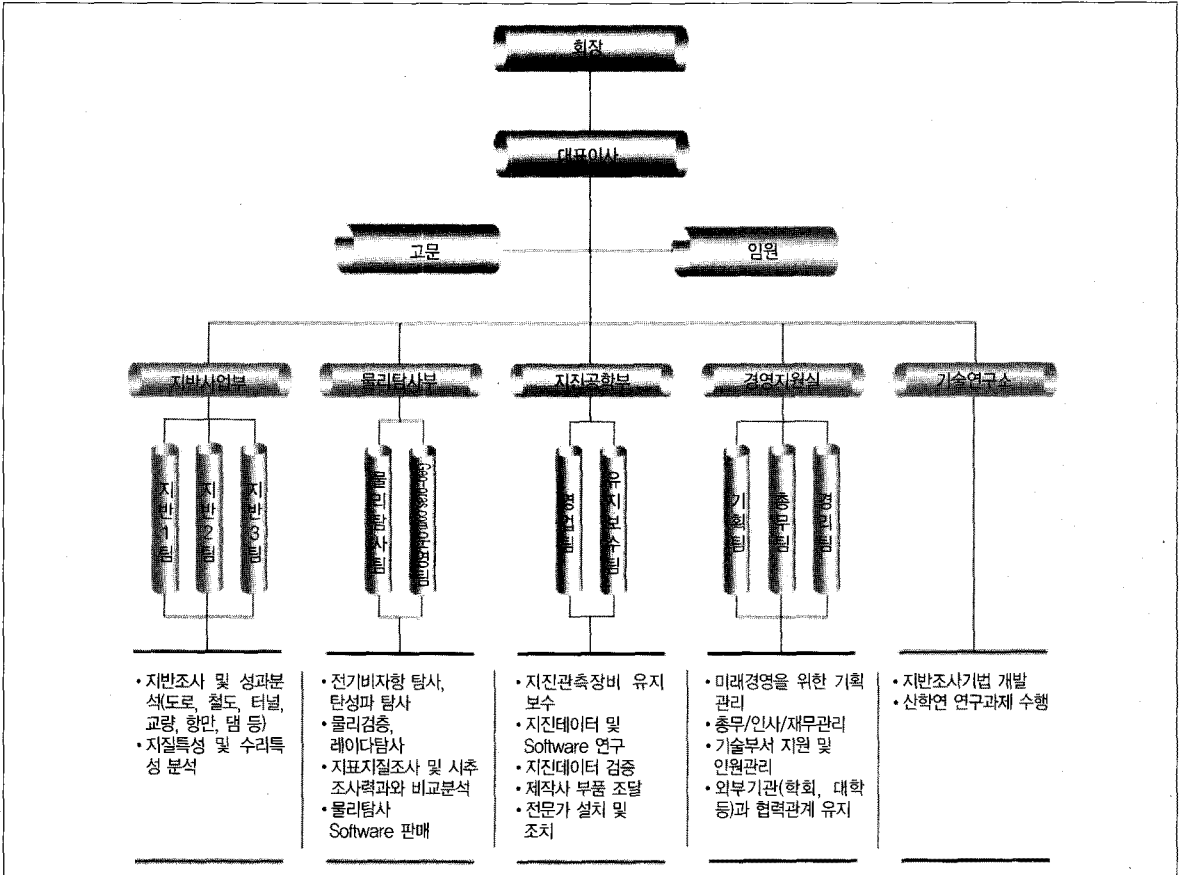 회장
대표이사
고문
임원
지반사업부
물리탐사부
지진공학부
경영지원실
기술연구소
지반1팀
지반2팀
지반3팀
물리탐사팀
영업팀
유지보수팀
기획팀
총무팀
경리팀
• 지반조사 및 성과분
석(도로, 철도, 터널,
교량, 항만, 댐 등)
• 지질특성 및 수리특
성 분석
• 전기비저항 탐사,
탄성파 탐사
• 물리검층,
레이다탐사
• 지표지질조사 및 시추
조사력과와 비교분석
• 물리탐사
Software 판매
• 지진관측장비 유지
보수
• 지진데이터 및
Software 연구
• 지진데이터 검증
• 제작사 부품 조달
• 전문가 설치 및
조치
• 미래경영을 위한 기획
관리
• 총무/인사/재무관리
• 기술부서 지원 및
인원관리
• 외부기관(학회, 대학
등)과 협력관계 유지
• 지반조사기법 개발
• 산학연 연구과제 수행